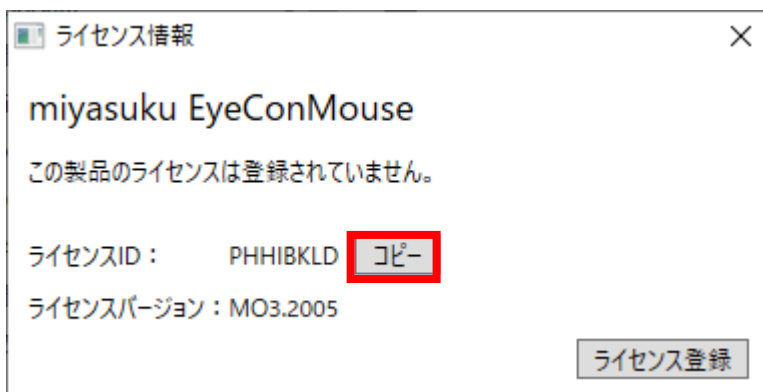 ライセンス情報
miyasuku EyeConMouse
この製品のライセンスは登録されていません。
ライセンスID： PHHIBKLD コピー
ライセンスバージョン：MO3.2005
ライセンス登録